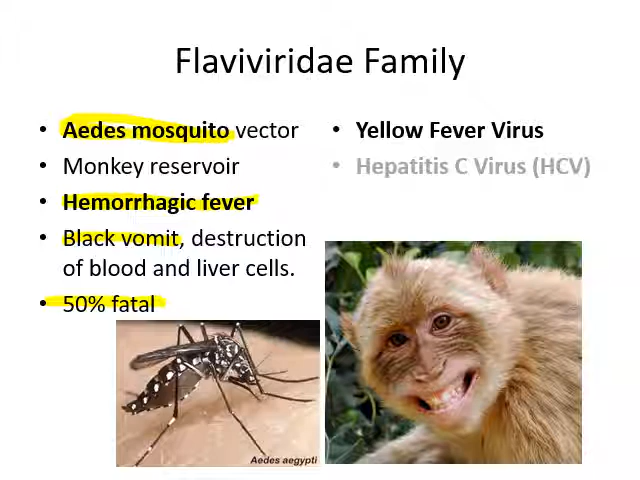 Flaviviridae Family
• Aedes mosquito vector
• Monkey reservoir
• Hemorrhagic fever
• Black vomit, destruction
of blood and liver cells.
• 50% fatal
• Yellow Fever Virus
• Hepatitis C Virus (HCV)
Aedes aegypti